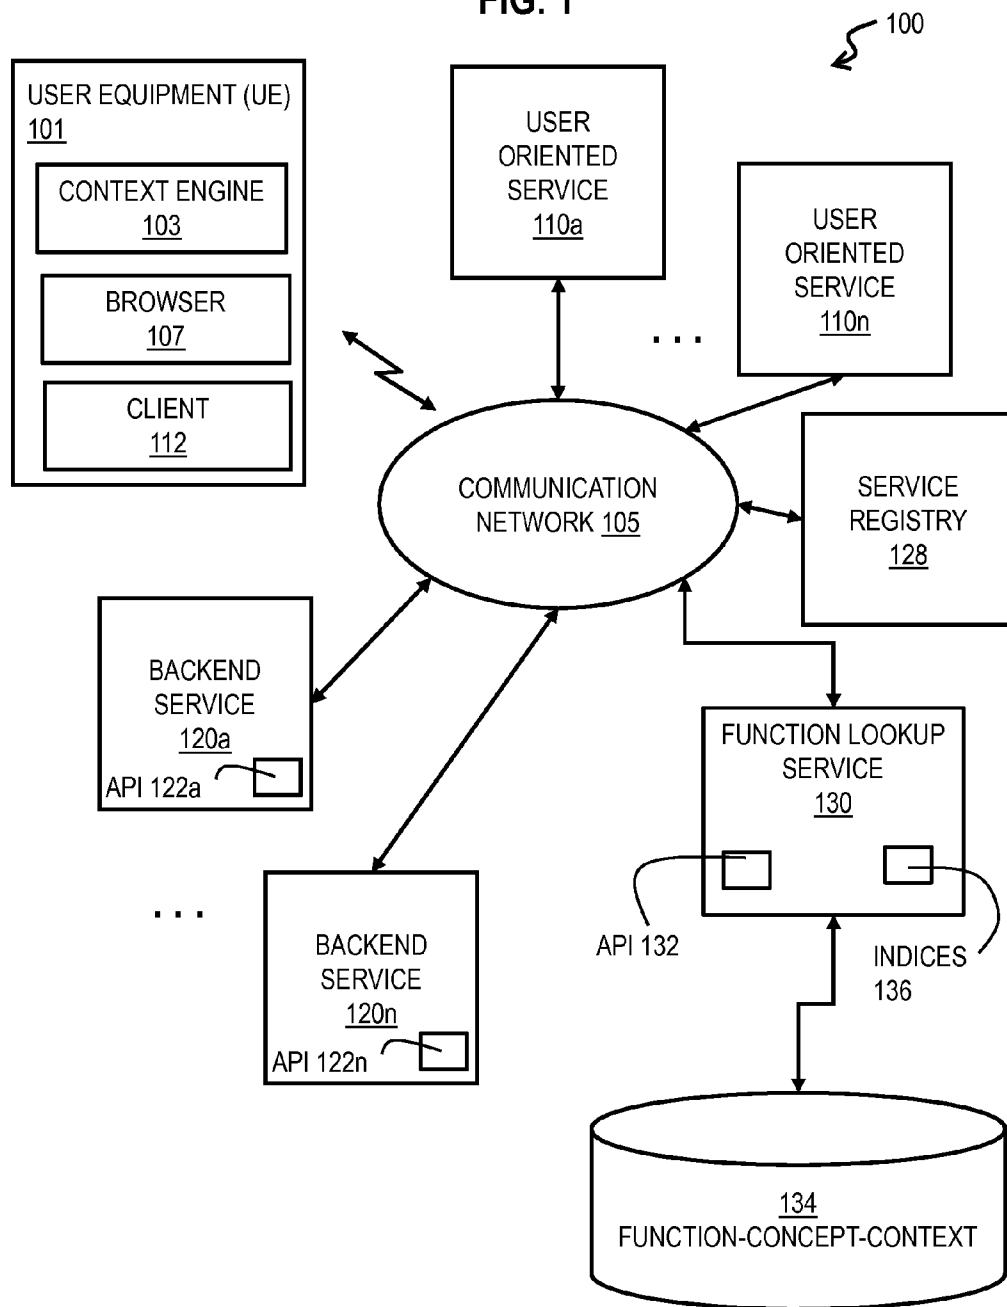 FIG. 1
100
USER EQUIPMENT (UE)
101
CONTEXT ENGINE
103
BROWSER
107
CLIENT
112
USER
ORIENTED
SERVICE
110a
USER
ORIENTED
SERVICE
110n
. . .
COMMUNICATION
NETWORK 105
SERVICE
REGISTRY
128
BACKEND
SERVICE
120a
API 122a
. . .
BACKEND
SERVICE
120n
API 122n
FUNCTION LOOKUP
SERVICE
130
API 132
INDICES
136
134
FUNCTION-CONCEPT-CONTEXT